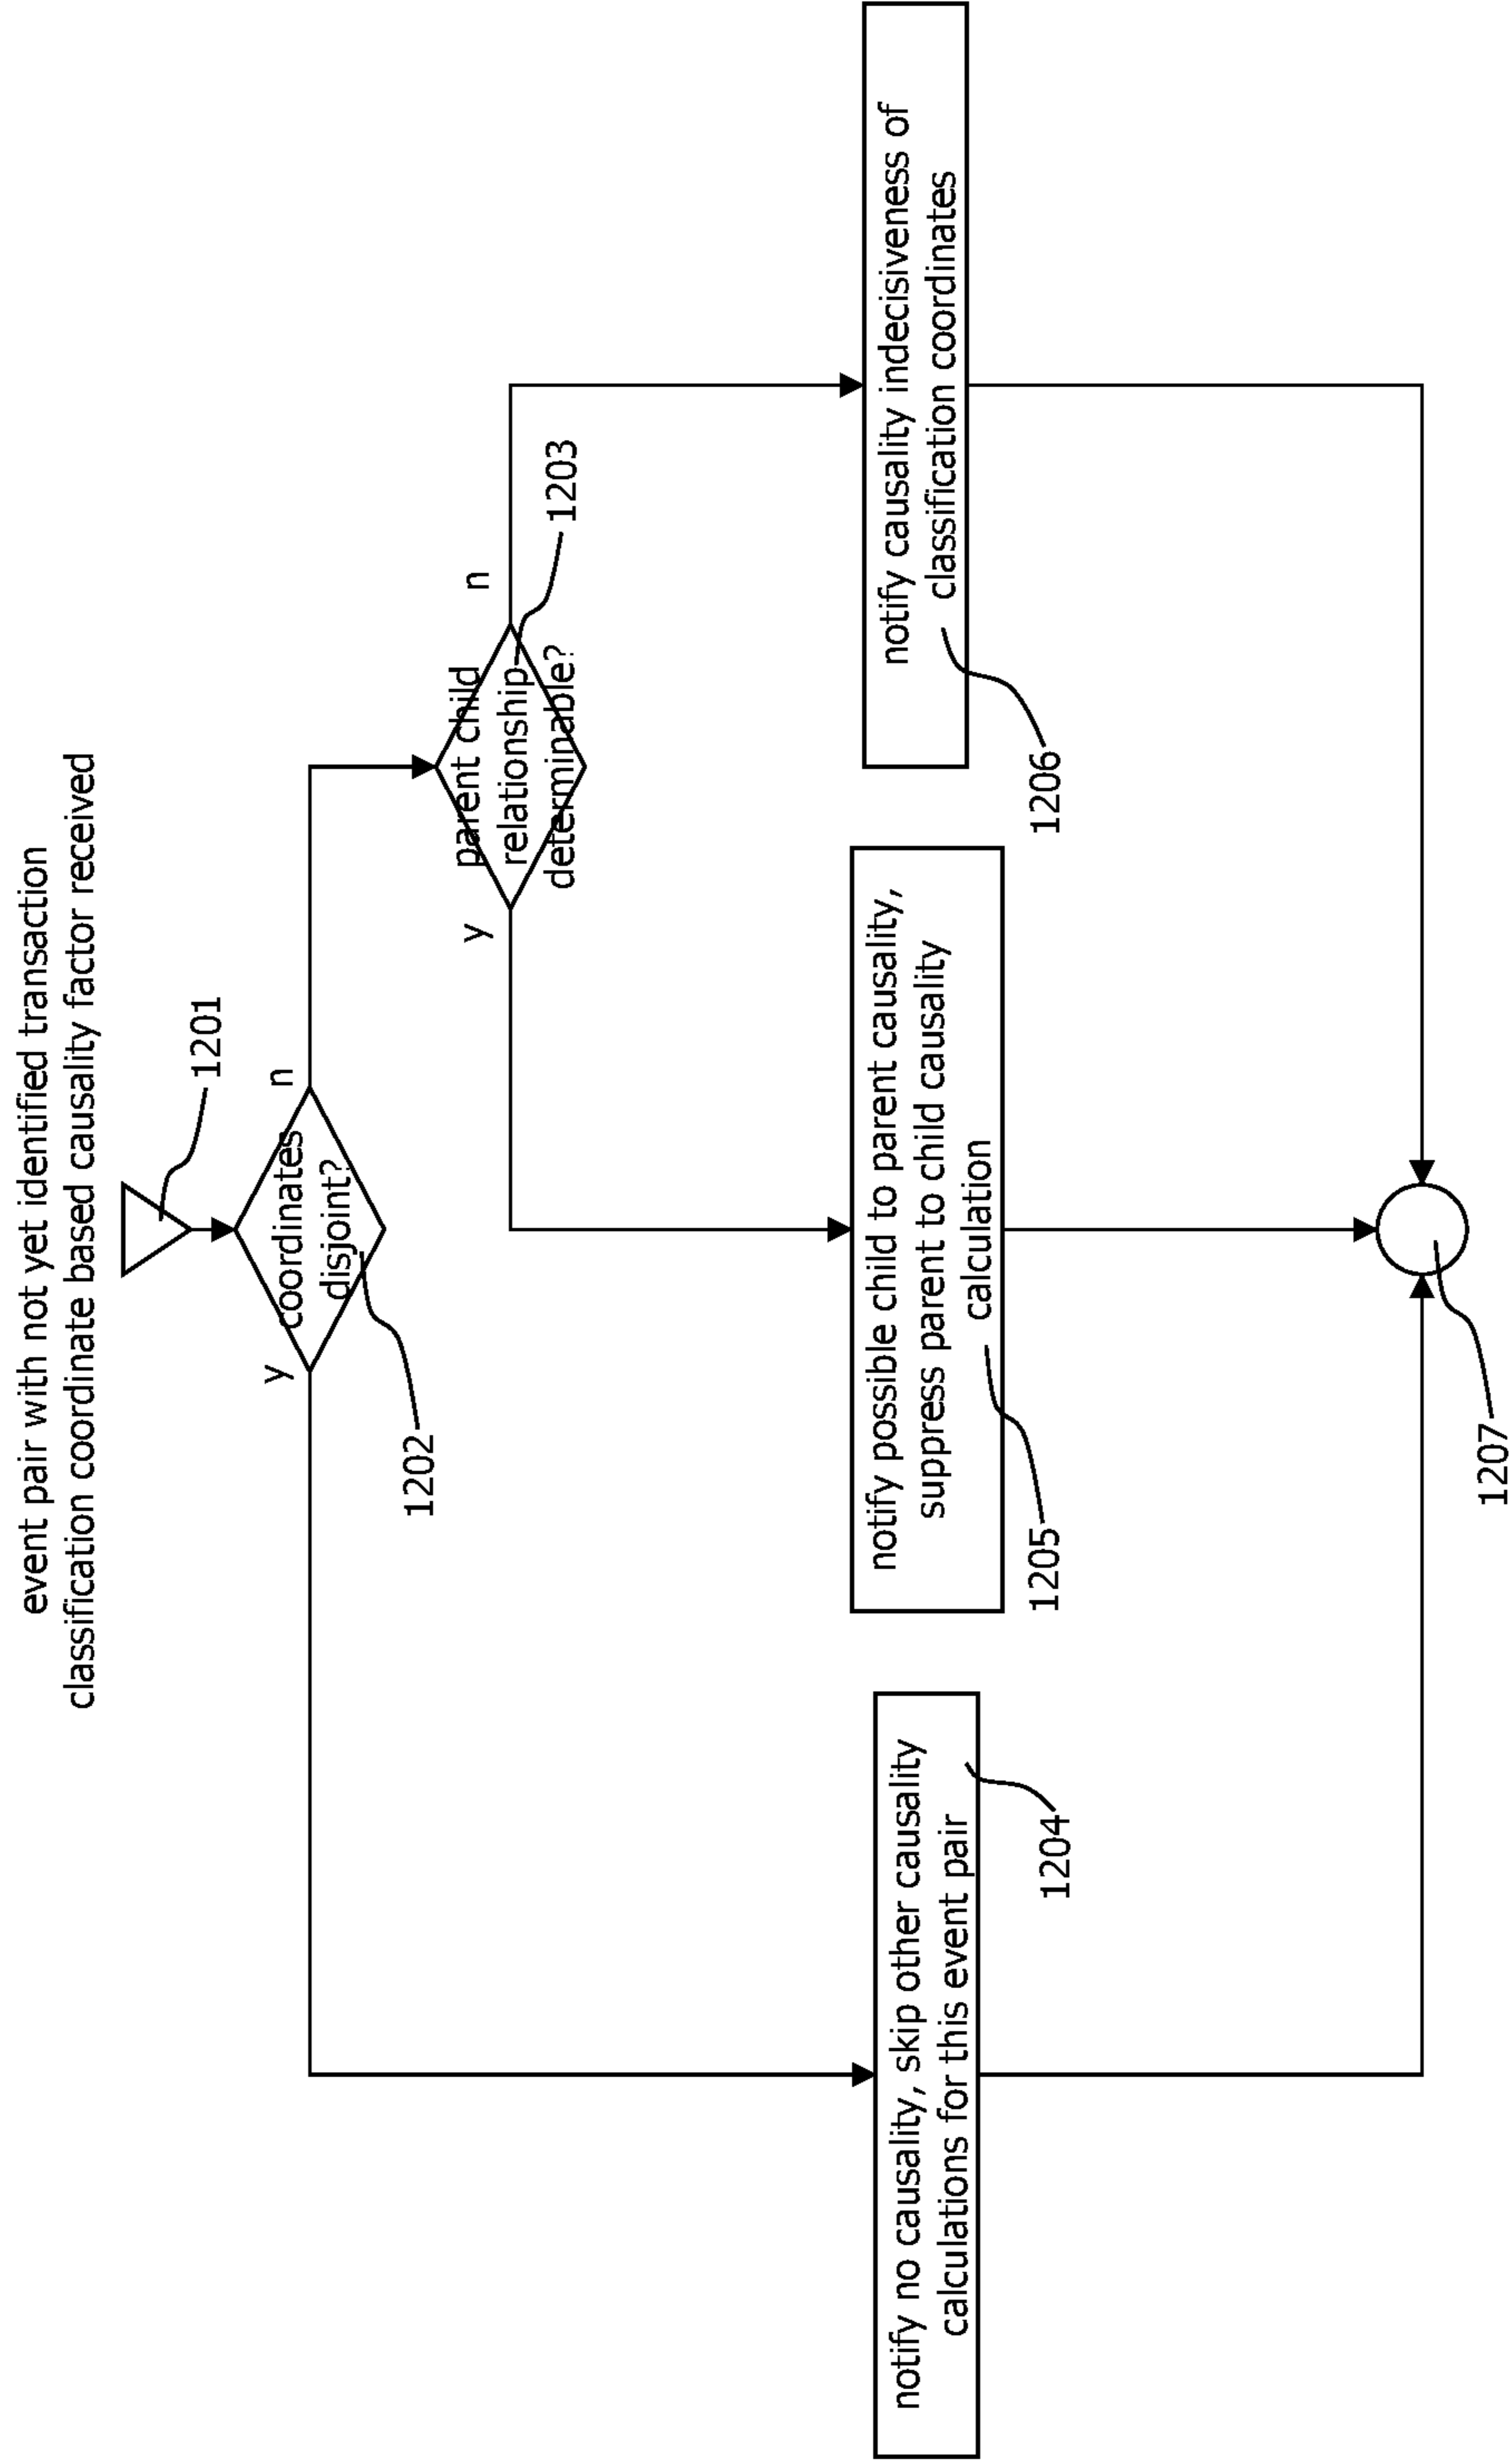 event pair with not yet identified transaction
classification coordinate based causality factor received
1201
y
coordinates
disjoint?
n
1202
y
parent child
relationship
determinable?
n
1203
notify no causality, skip other causality
calculations for this event pair
1204
notify possible child to parent causality,
suppress parent to child causality
calculation
1205
notify causality indecisiveness of
classification coordinates
1206
1207